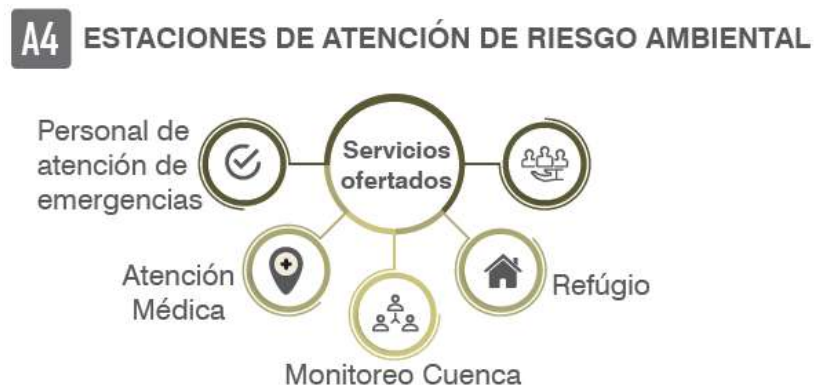 A4 ESTACIONES DE ATENCIÓN DE RIESGO AMBIENTAL
Personal de
atención de
emergencias
Servicios
ofertados
Atención
Médica
Refúgio
Monitoreo Cuenca